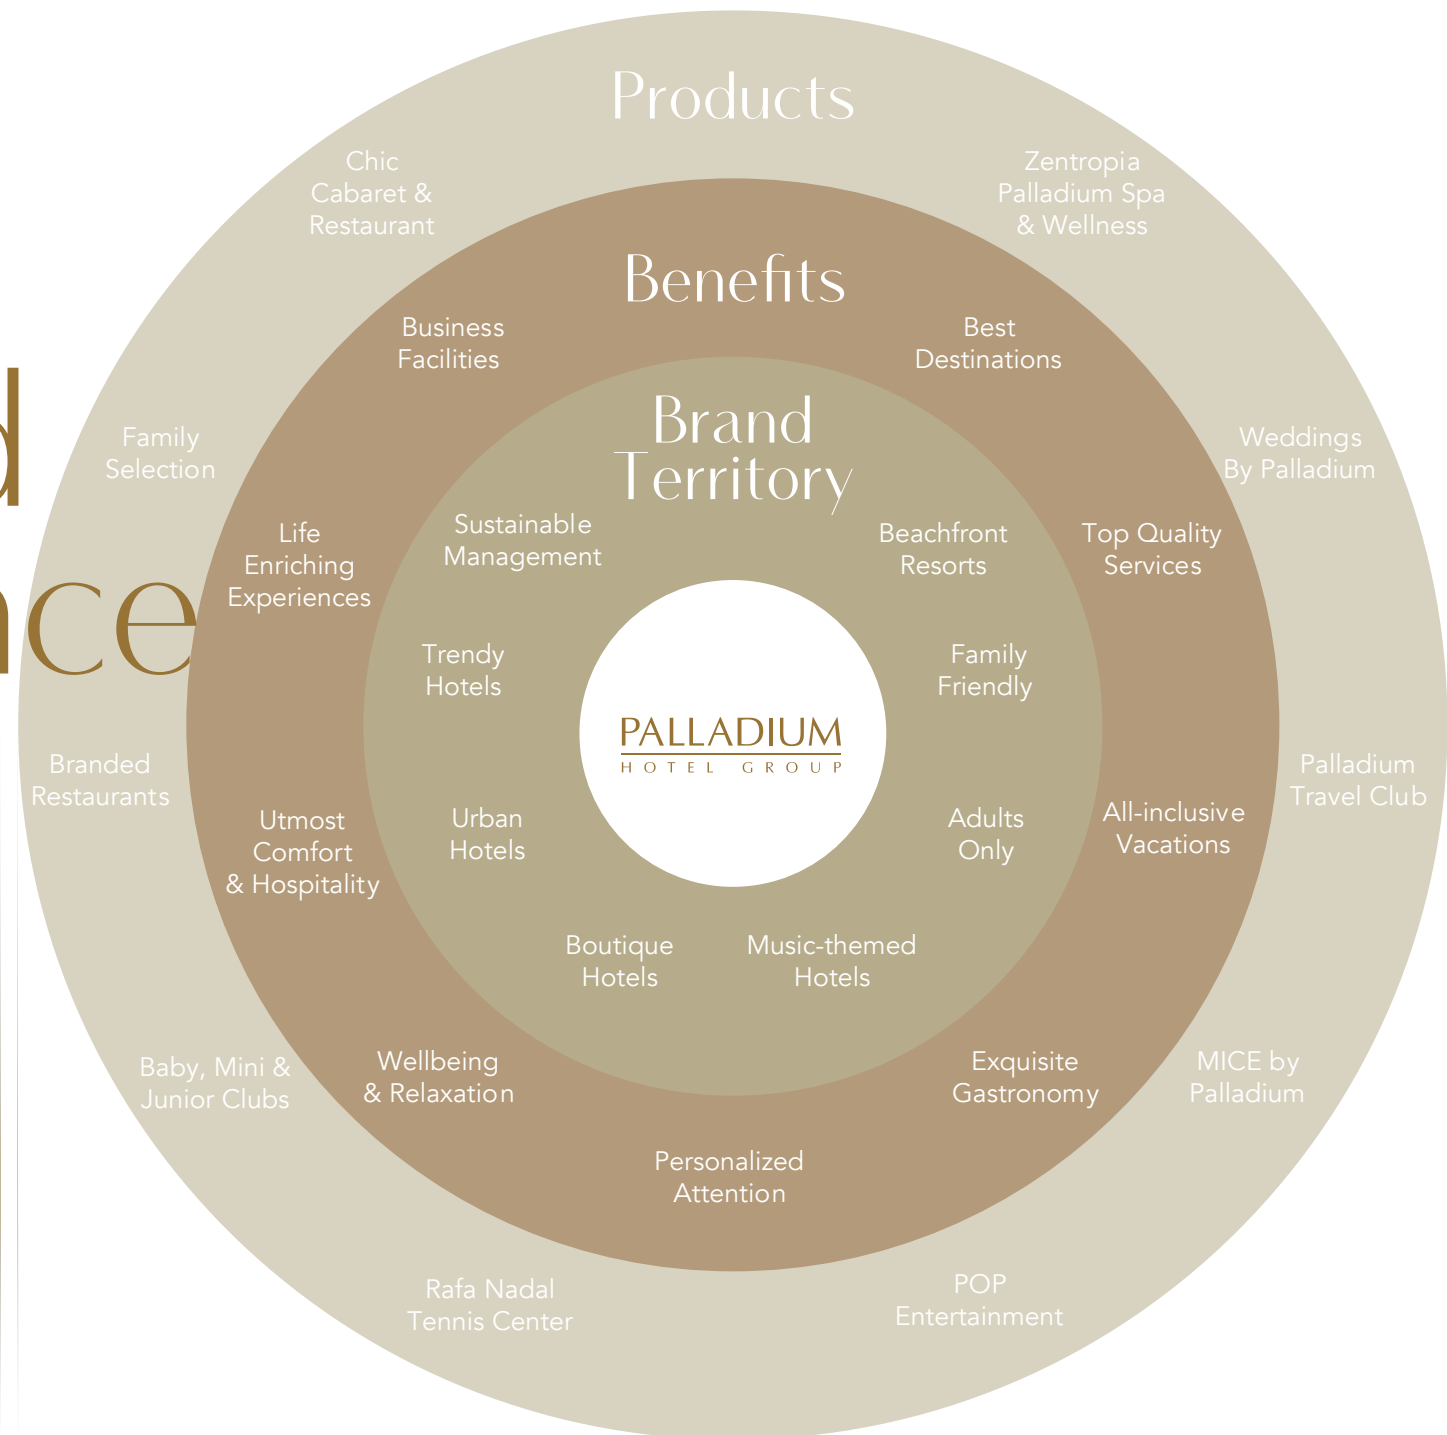 Products
Chic
Cabaret &
Restaurant
Zentropia
Palladium Spa
& Wellness
Benefits
Business
Facilities
Best
Destinations
Brand
Territory
d
nce
Family
Selection
Weddings
By Palladium
Life
Enriching
Experiences
Sustainable
Management
Beachfront
Resorts
Top Quality
Services
Trendy
Hotels
Family
Friendly
PALLADIUM
HOTEL GROUP
Branded
Restaurants
Palladium
Travel Club
Utmost
Comfort
& Hospitality
Urban
Hotels
Adults
Only
All-inclusive
Vacations
Boutique
Hotels
Music-themed
Hotels
Baby, Mini &
Junior Clubs
Wellbeing
& Relaxation
Exquisite
Gastronomy
MICE by
Palladium
Personalized
Attention
Rafa Nadal
Tennis Center
POP
Entertainment